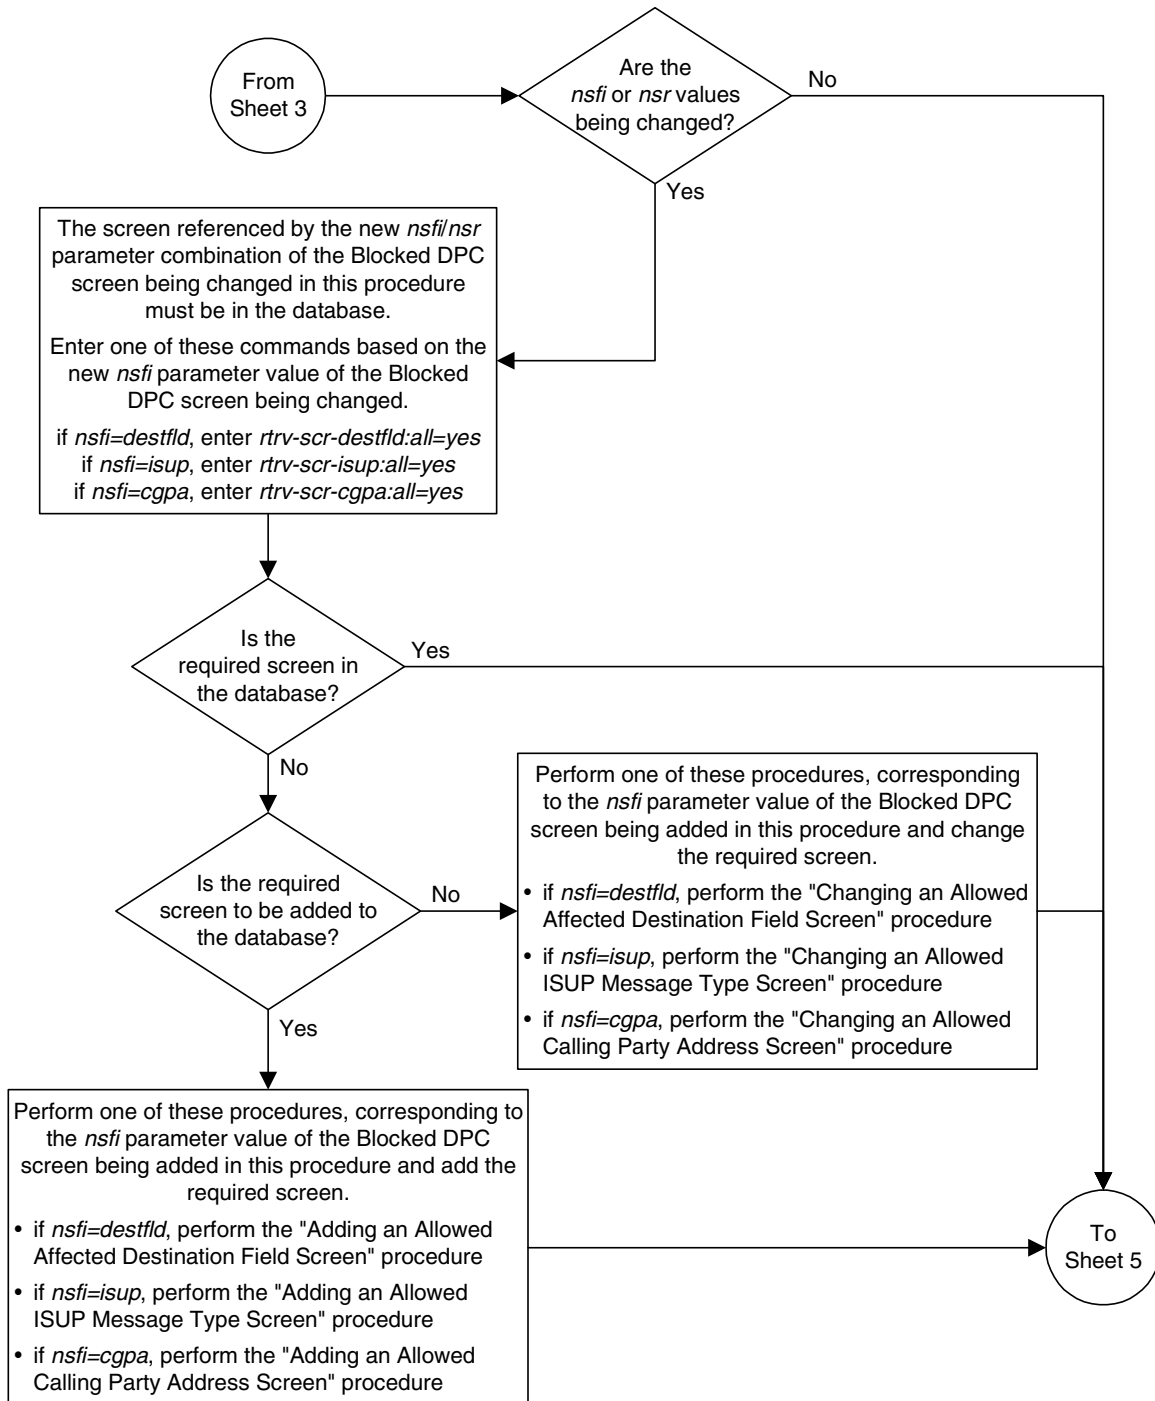 From
Sheet 3
Are the
nsfi or nsr values
being changed?
No
Yes
The screen referenced by the new nsfi/nsr
parameter combination of the Blocked DPC
screen being changed in this procedure
must be in the database.
Enter one of these commands based on the
new nsfi parameter value of the Blocked
DPC screen being changed.
if nsfi=destfld, enter rtrv-scr-destfld:all=yes
if nsfi=isup, enter rtrv-scr-isup:all=yes
if nsfi=cgpa, enter rtrv-scr-cgpa:all=yes
Is the
required screen in
the database?
Yes
No
Is the required
screen to be added to
the database?
No
Yes
Perform one of these procedures, corresponding
to the nsfi parameter value of the Blocked DPC
screen being added in this procedure and change
the required screen.
• if nsfi=destfld, perform the "Changing an Allowed
Affected Destination Field Screen" procedure
• if nsfi=isup, perform the "Changing an Allowed
ISUP Message Type Screen" procedure
• if nsfi=cgpa, perform the "Changing an Allowed
Calling Party Address Screen" procedure
Perform one of these procedures, corresponding to
the nsfi parameter value of the Blocked DPC
screen being added in this procedure and add the
required screen.
• if nsfi=destfld, perform the "Adding an Allowed
Affected Destination Field Screen" procedure
• if nsfi=isup, perform the "Adding an Allowed
ISUP Message Type Screen" procedure
• if nsfi=cgpa, perform the "Adding an Allowed
Calling Party Address Screen" procedure
To
Sheet 5